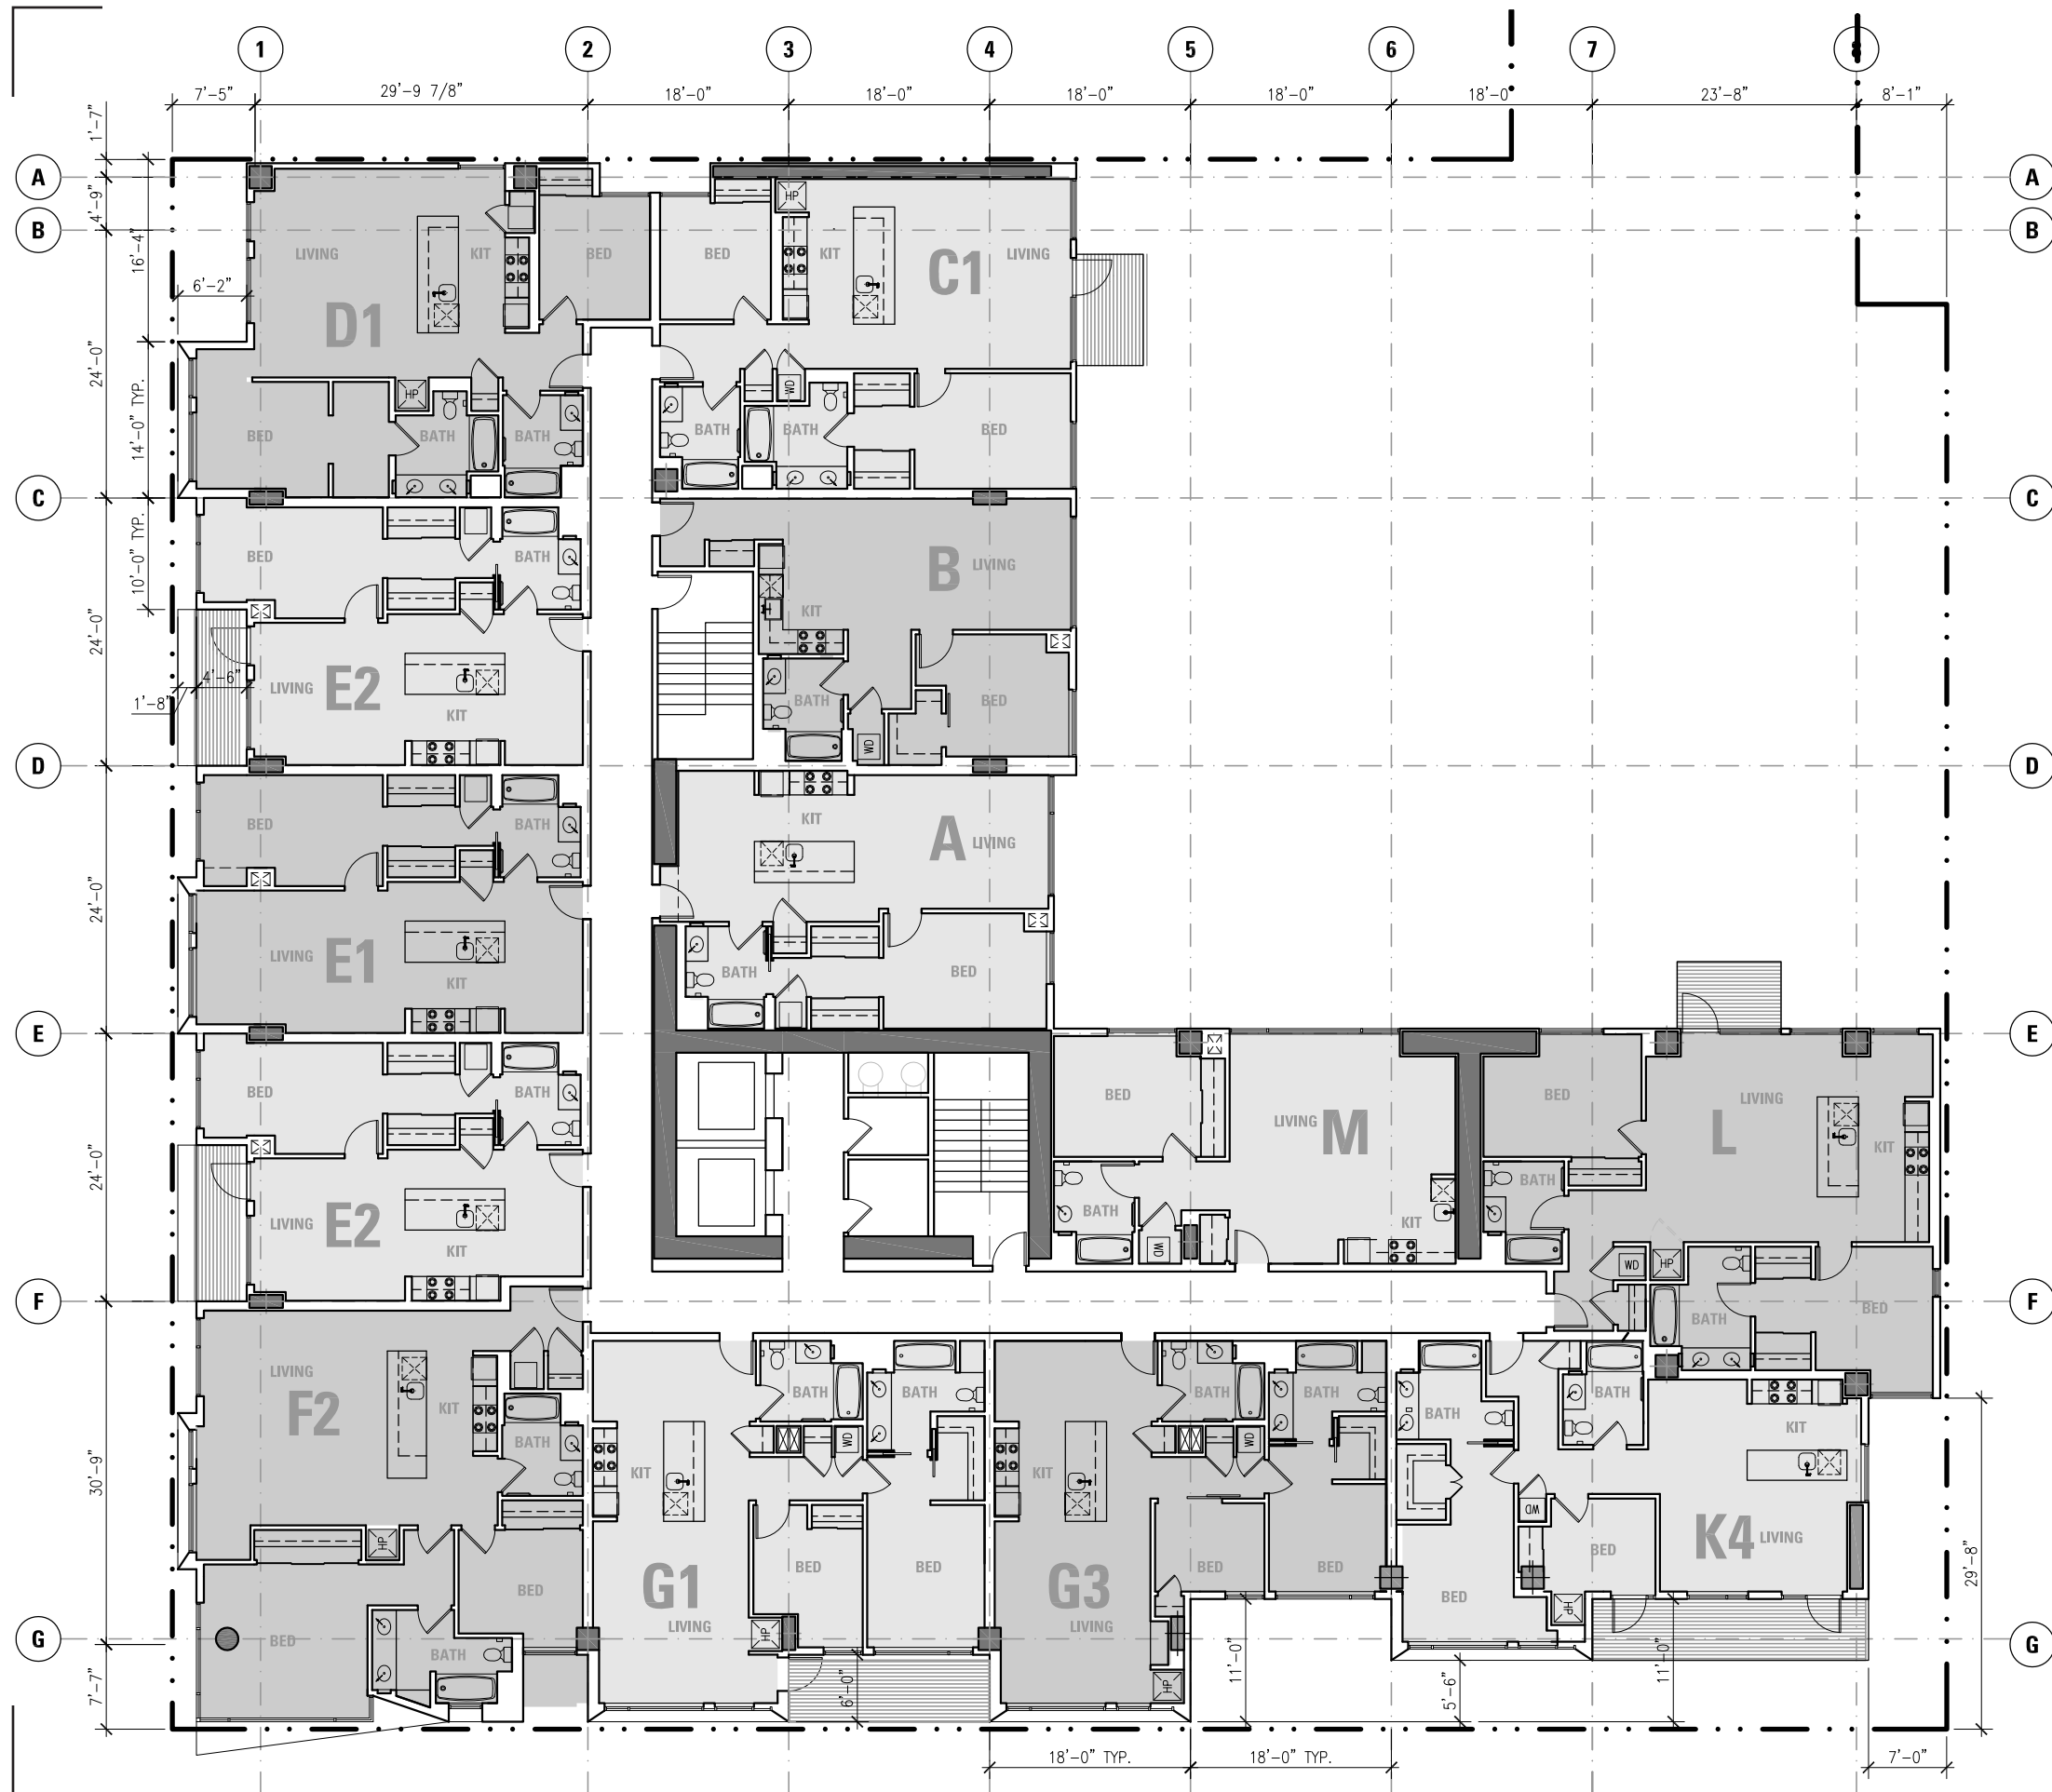 1 2 3 4 5 6 7 8
7'-5" 29'-9 7/8" 18'-0" 18'-0" 18'-0" 18'-0" 18'-0" 23'-8" 8'-1"
1'-7"
A A
4'-9"
B B
16'-4"
LIVING KIT BED BED HP KIT LIVING
C1
6'-2"
D1
24'-0"
14'-0" TYP.
HP WD
BED BATH BATH BATH BATH BED
C C
10'-0" TYP.
BED BATH
B LIVING
KIT
24'-0"
4'-6"
1'-8"
LIVING E2
KIT
BATH BED
WD
D D
BED BATH
KIT
A LIVING
24'-0"
LIVING E1
KIT
BATH BED
E E
BED BATH
BED
LIVING M
BED
LIVING
L KIT
24'-0"
BATH
BATH
LIVING E2
KIT
KIT
WD
WD HP
F F
BATH BED
LIVING
F2
KIT
BATH
BATH BATH
WD
KIT
BATH BATH
WD
KIT
BATH
BATH
KIT
WD
30'-9"
HP
K4 LIVING
BED
BED
BED
G1
BED
BED
G3
BED
BED
HP
29'-8"
LIVING
HP
LIVING
G G
BED
BATH
HP
7'-7"
6'-0"
11'-0"
5'-6"
11'-0"
18'-0" TYP. 18'-0" TYP. 7'-0"